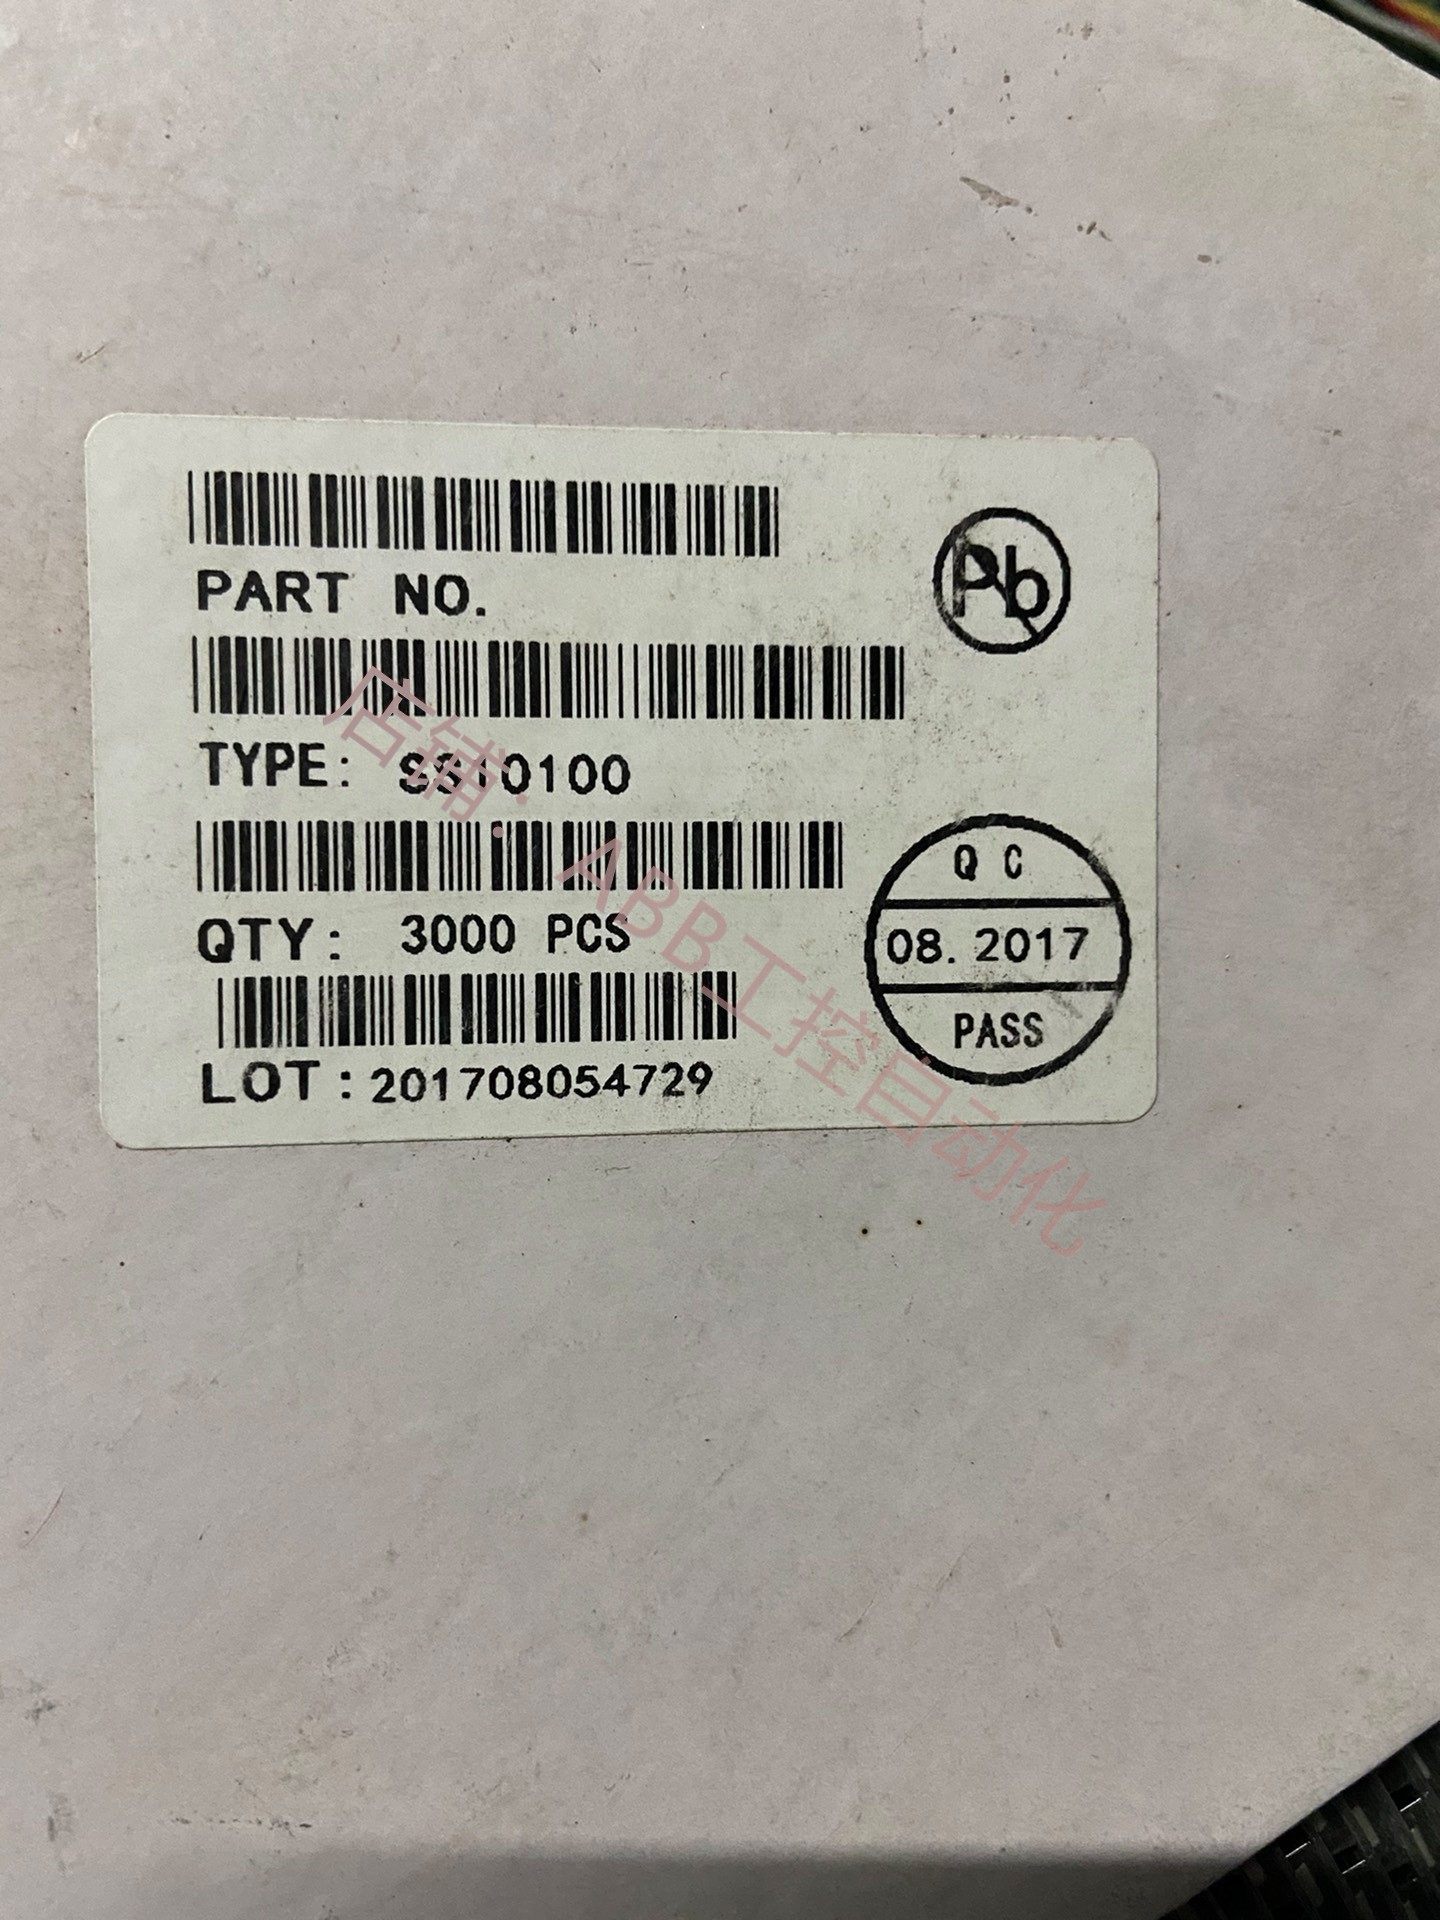 PART NO.
Pb
TYPE: SS10100
QTY: 3000 PCS
LOT: 201708054729
QC
08.2017
PASS
店铺:ABB工控自动化